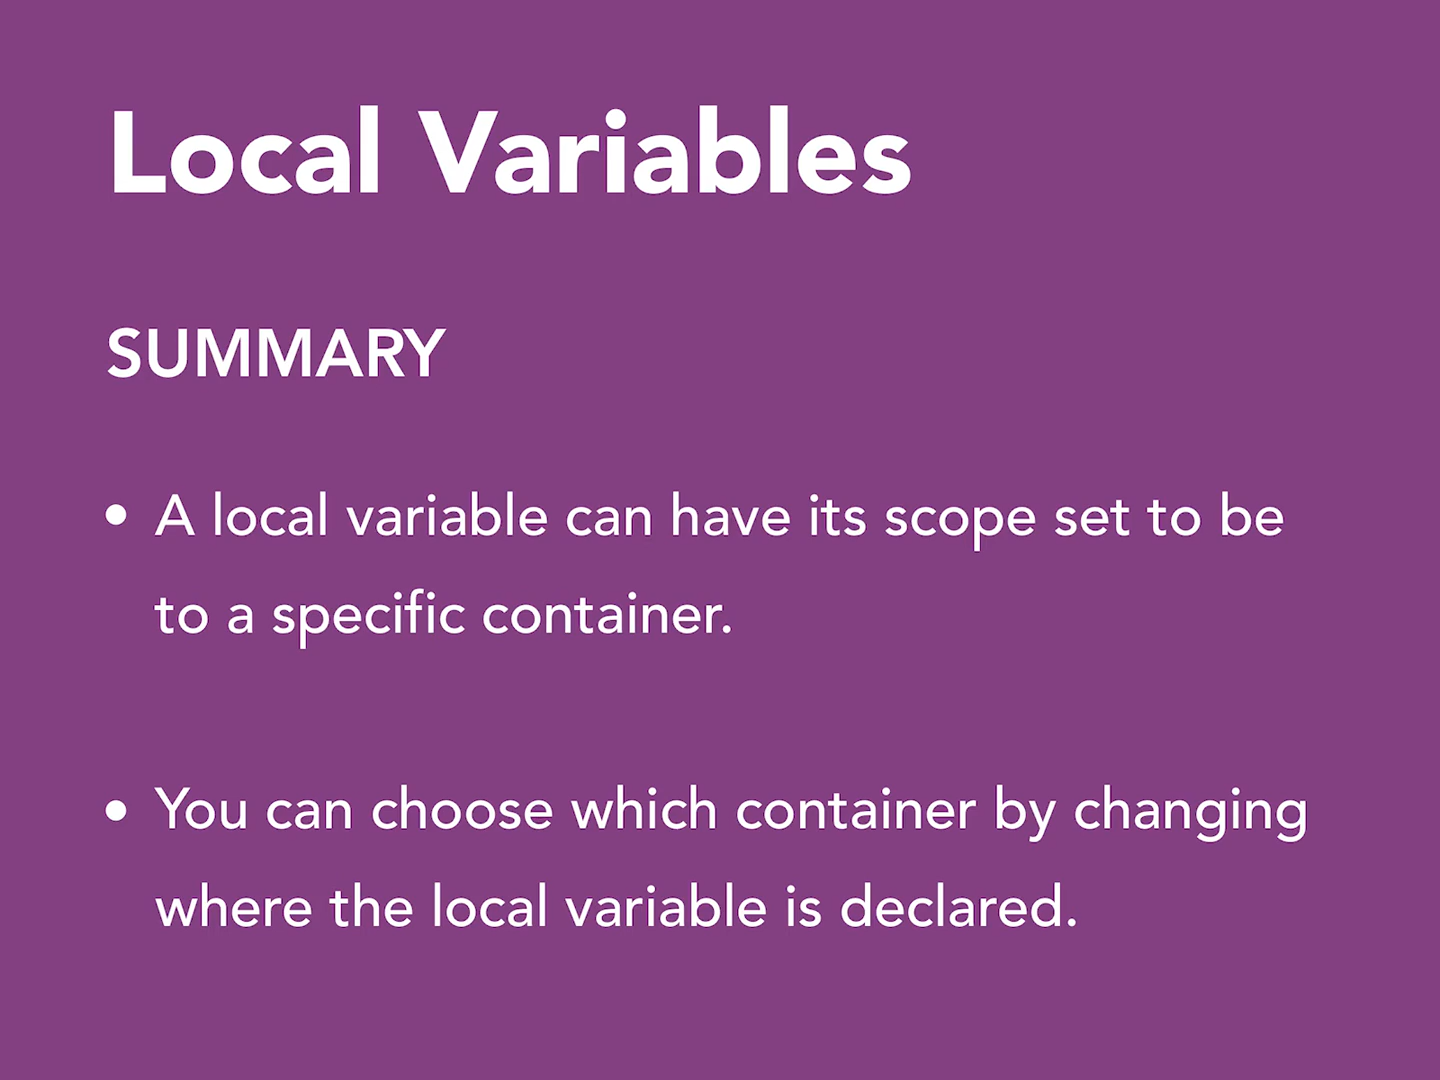 Local Variables
SUMMARY
• A local variable can have its scope set to be
to a specific container.
• You can choose which container by changing
where the local variable is declared.